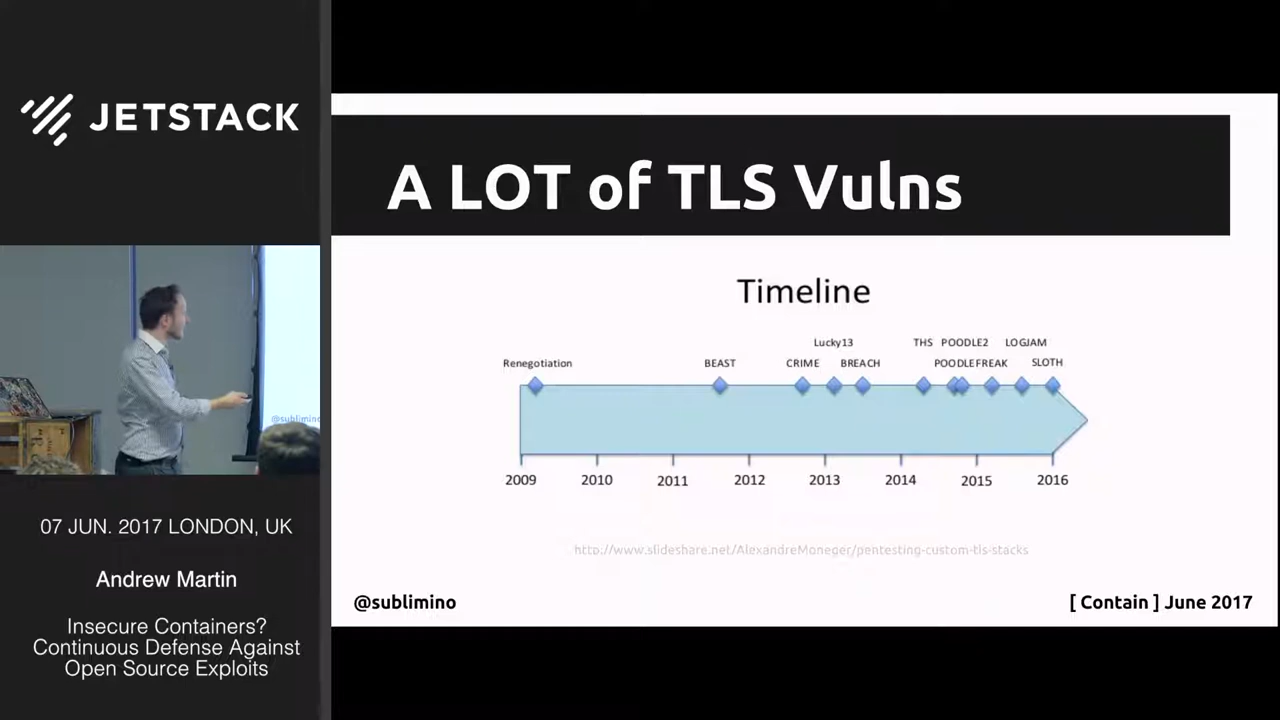 JETSTACK
@sublimino
07 JUN. 2017 LONDON, UK
Andrew Martin
Insecure Containers?
Continuous Defense Against
Open Source Exploits
A LOT of TLS Vulns
Timeline
Lucky13 THS POODLE2 LOGJAM
Renegotiation BEAST CRIME BREACH POODLE FREAK SLOTH
2009 2010 2011 2012 2013 2014 2015 2016
http://www.slideshare.net/AlexandreMoneger/pentesting-custom-tls-stacks
@sublimino
[ Contain ] June 2017